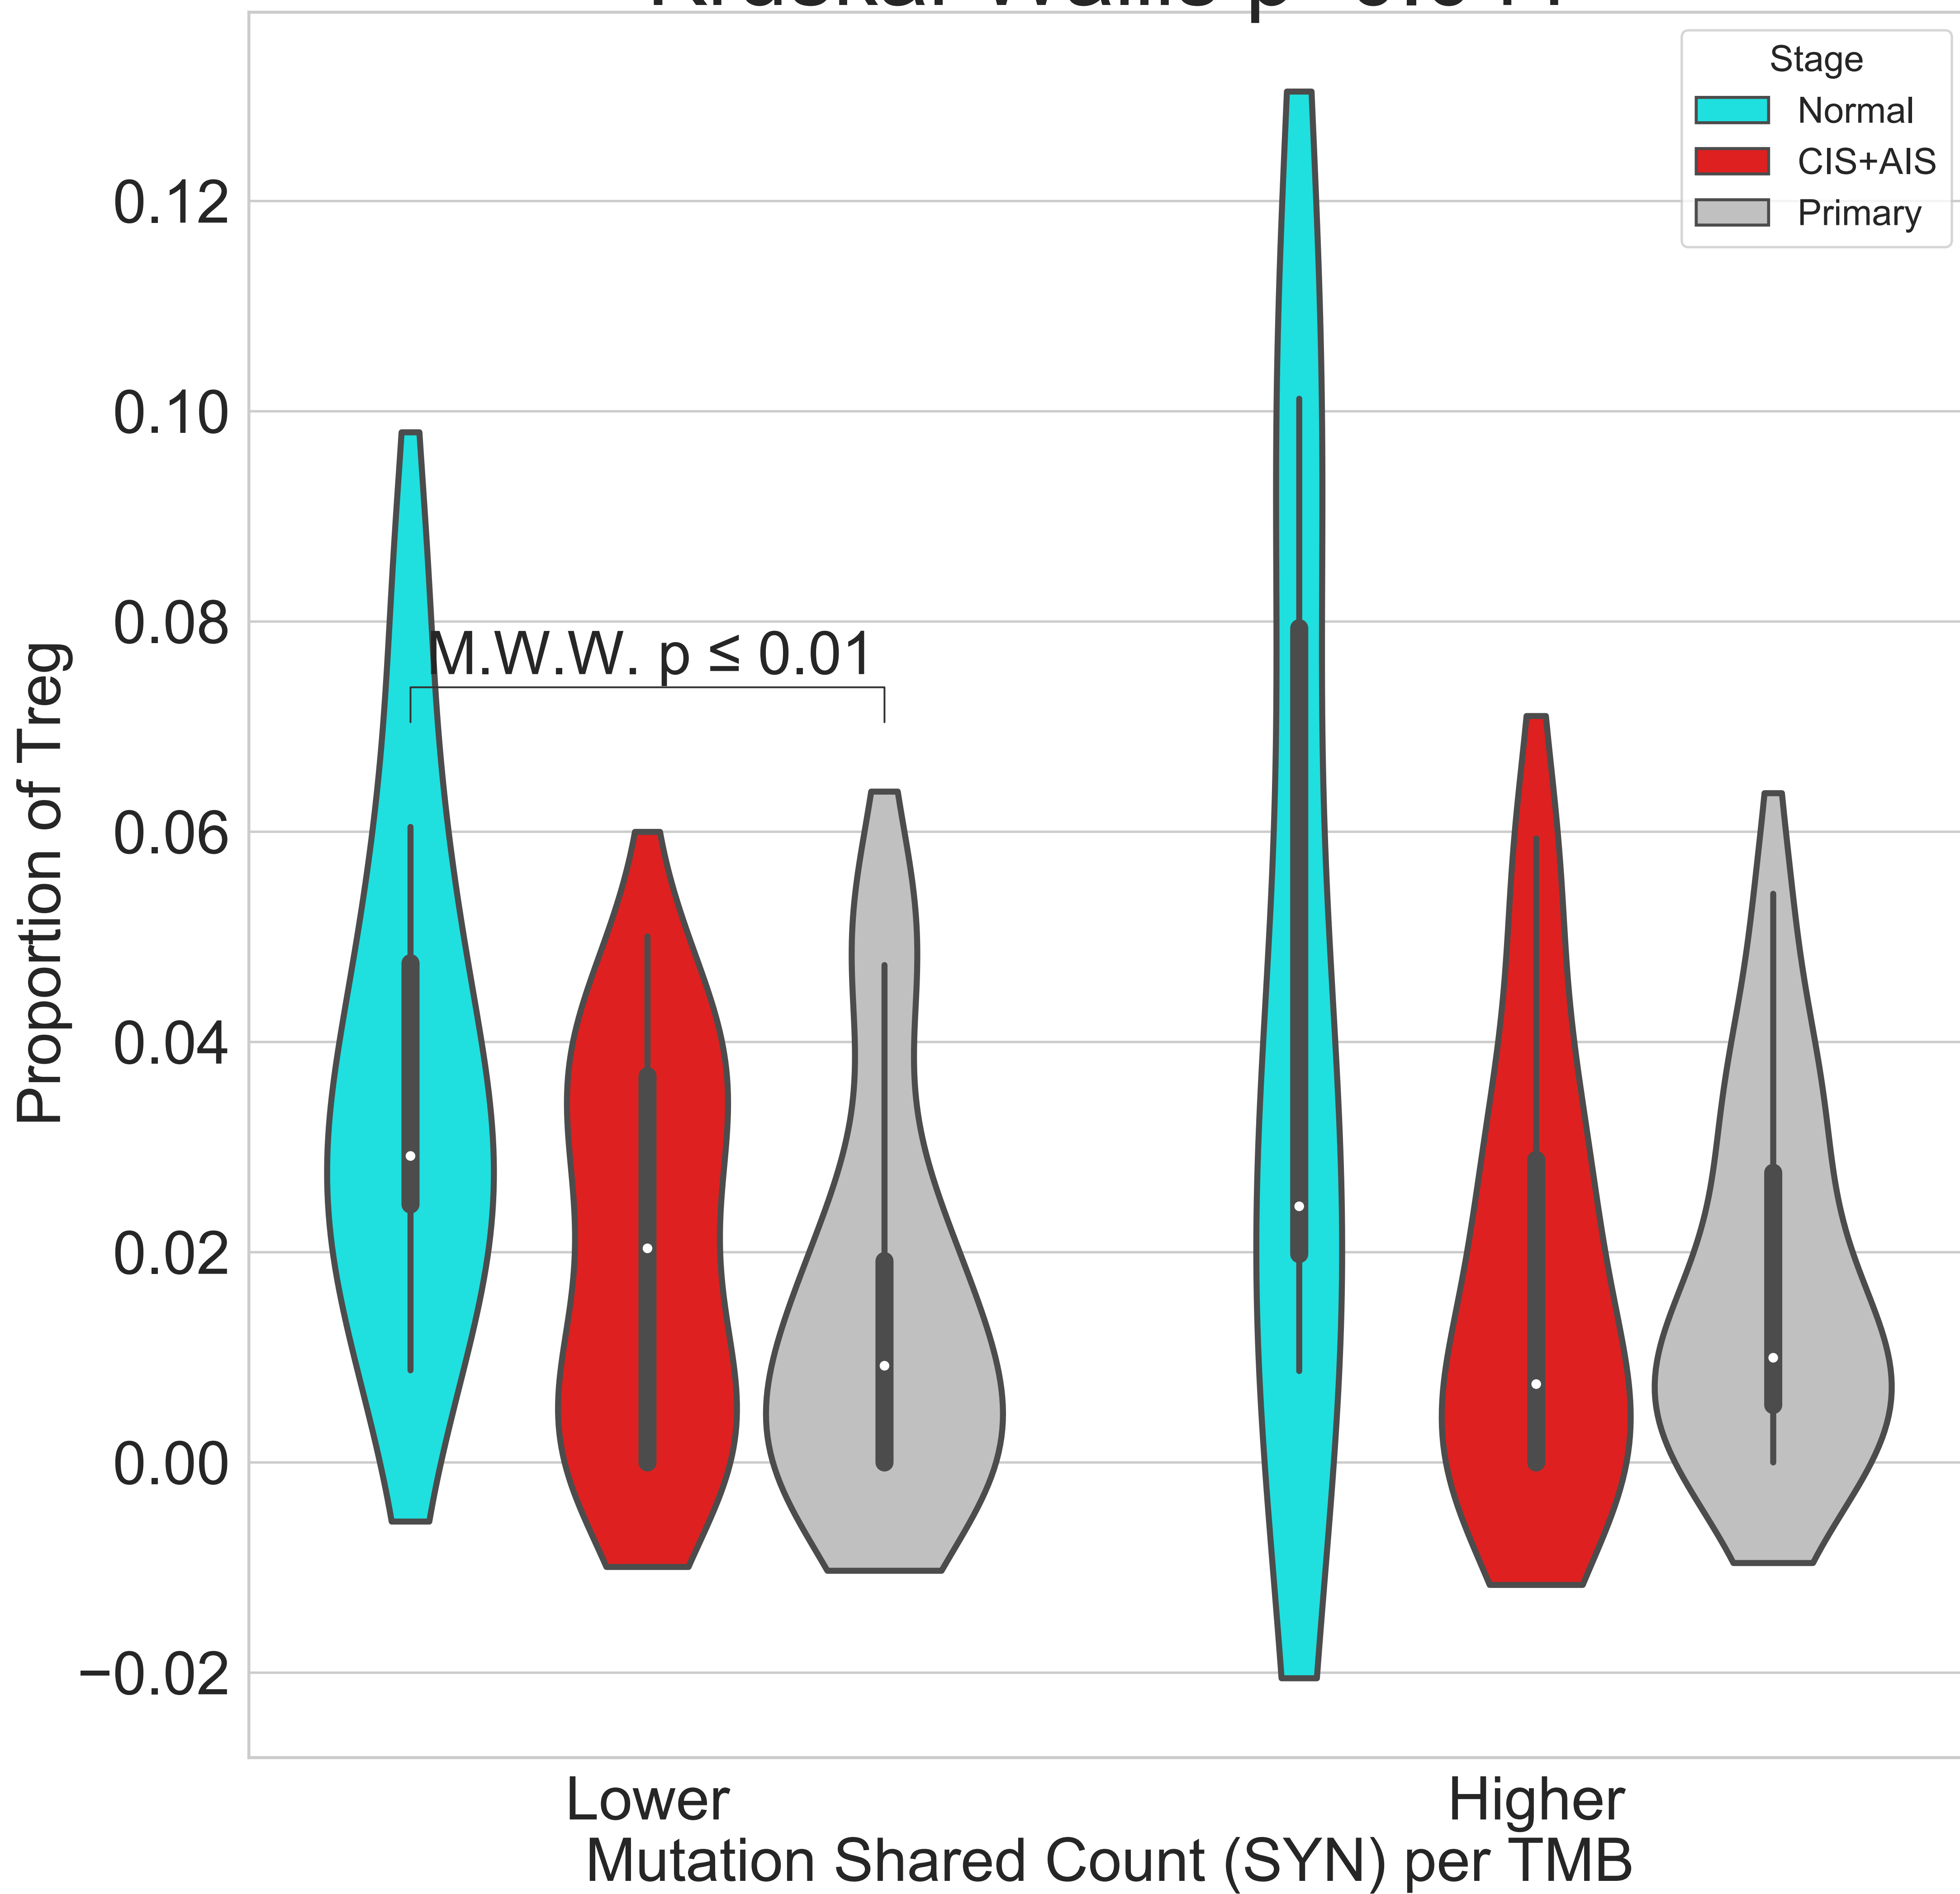 Stage
Normal
CIS+AIS
Primary
0.12
0.10
0.08
0.06
0.04
0.02
0.00
−0.02
Proportion of Treg
M.W.W. p ≤ 0.01
Lower
Higher
Mutation Shared Count (SYN) per TMB